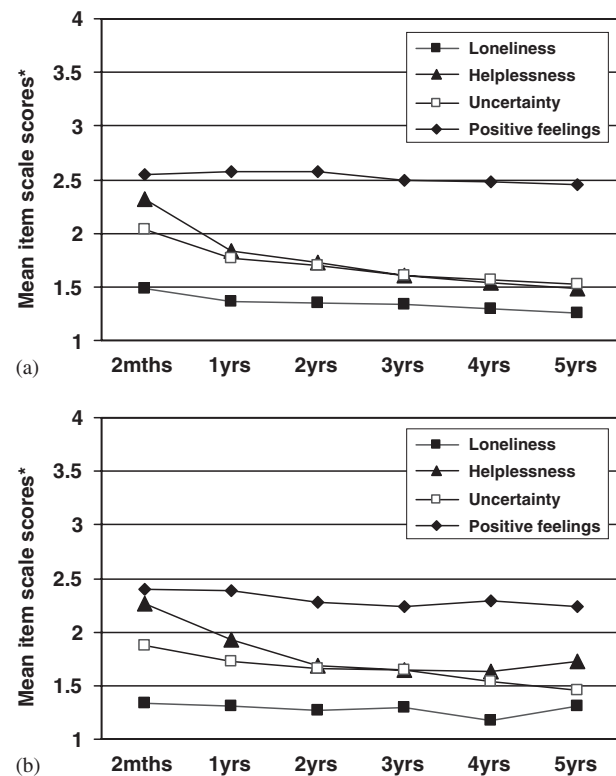 4
Loneliness
3.5
Helplessness
Uncertainty
3
Positive feelings
2.5
2
1.5
1
Mean item scale scores*
(a)
2mths 1yrs 2yrs 3yrs 4yrs 5yrs
4
Loneliness
3.5
Helplessness
Uncertainty
3
Positive feelings
2.5
2
1.5
1
Mean item scale scores*
(b)
2mths 1yrs 2yrs 3yrs 4yrs 5yrs